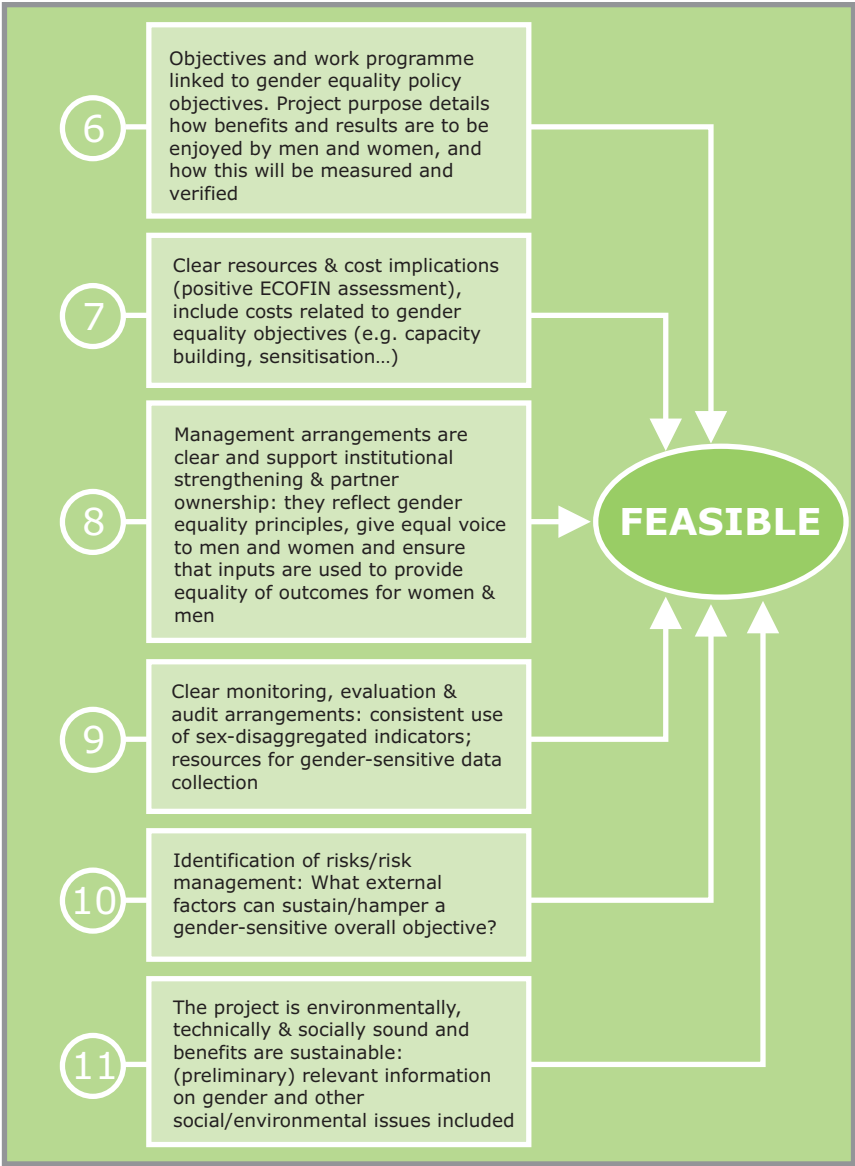 6
Objectives and work programme
linked to gender equality policy
objectives. Project purpose details
how benefits and results are to be
enjoyed by men and women, and
how this will be measured and
verified
7
Clear resources & cost implications
(positive ECOFIN assessment),
include costs related to gender
equality objectives (e.g. capacity
building, sensitisation…)
8
Management arrangements are
clear and support institutional
strengthening & partner
ownership: they reflect gender
equality principles, give equal voice
to men and women and ensure
that inputs are used to provide
equality of outcomes for women &
men
FEASIBLE
9
Clear monitoring, evaluation &
audit arrangements: consistent use
of sex-disaggregated indicators;
resources for gender-sensitive data
collection
10
Identification of risks/risk
management: What external
factors can sustain/hamper a
gender-sensitive overall objective?
11
The project is environmentally,
technically & socially sound and
benefits are sustainable:
(preliminary) relevant information
on gender and other
social/environmental issues included